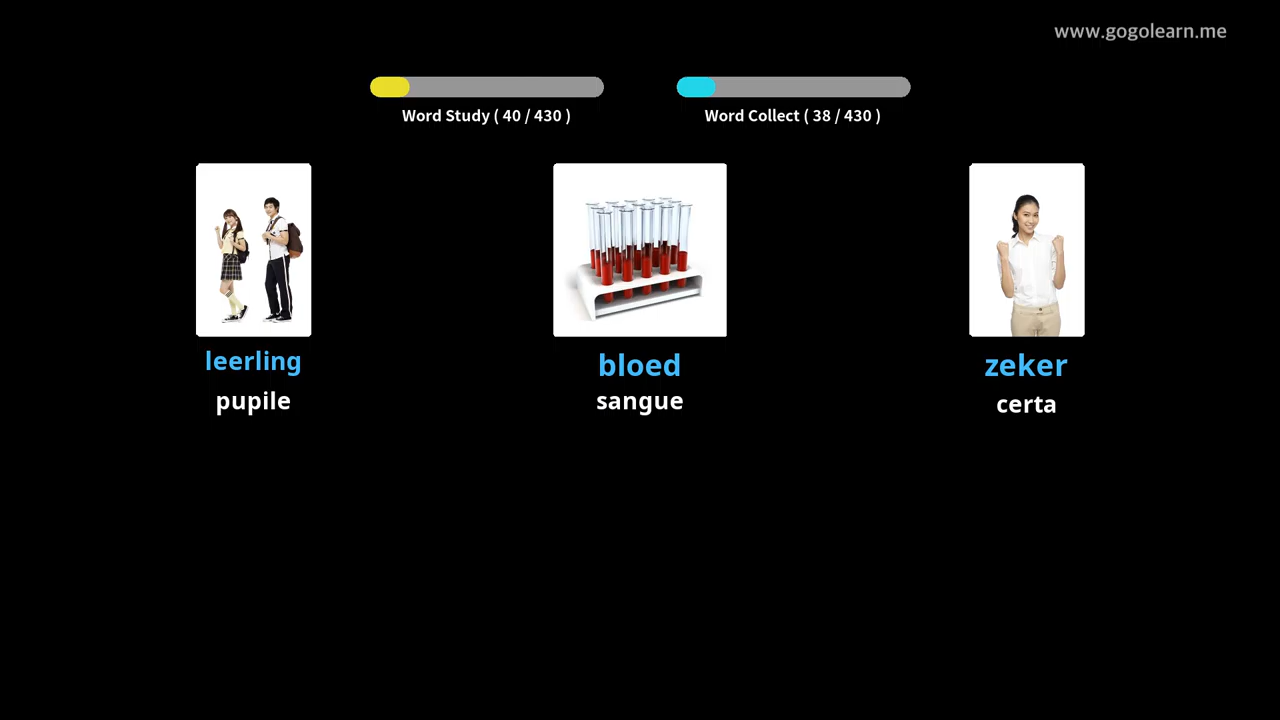 www.gogolearn.me
Word Study ( 40 / 430 )
Word Collect ( 38 / 430 )
leerling
pupile
bloed
sangue
zeker
certa